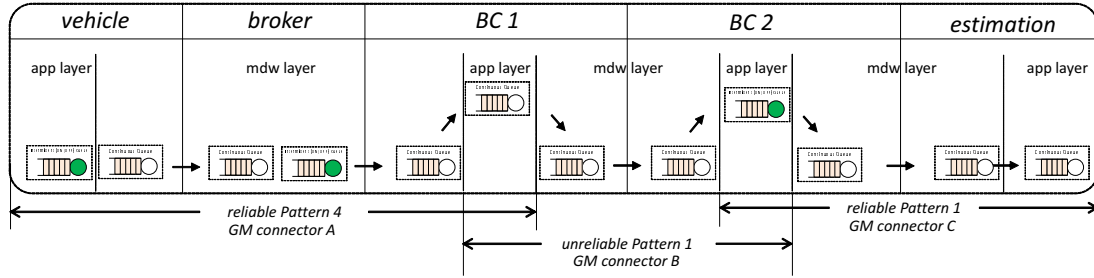 vehicle
broker
BC 1
BC 2
estimation
app layer
mdw layer
app layer
mdw layer
app layer
mdw layer
app layer
Continuous Queue
Continuous Queue
Continuous Queue
Continuous Queue
Continuous Queue
Continuous Queue
Continuous Queue
Continuous Queue
Continuous Queue
reliable Pattern 4
GM connector A
unreliable Pattern 1
GM connector B
reliable Pattern 1
GM connector C